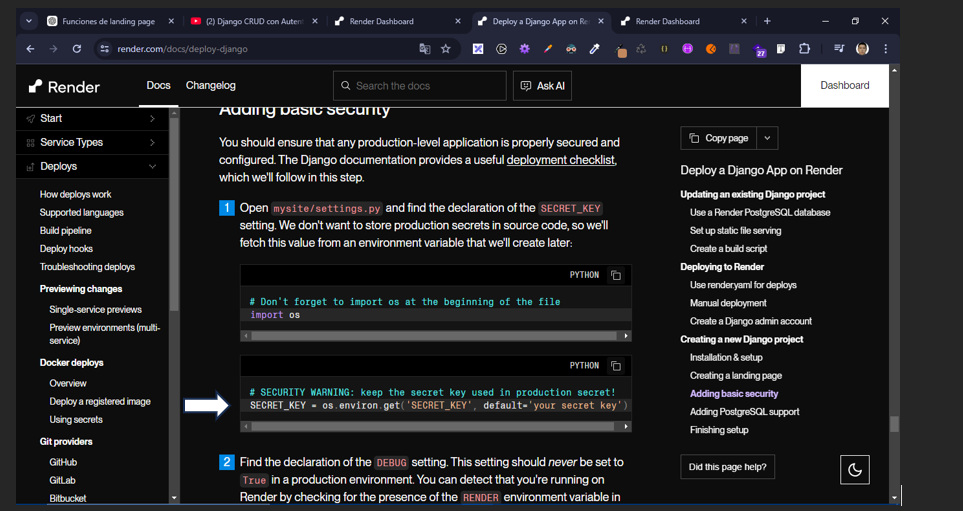 Funciones de landing page
(2) Django CRUD con Auten
Render Dashboard
Deploy a Django App on Re
Render Dashboard
render.com/docs/deploy-django
27
Render
Docs
Changelog
Search the docs
Ask AI
Dashboard
Start
Service Types
Deploys
How deploys work
Supported languages
Build pipeline
Deploy hooks
Troubleshooting deploys
Previewing changes
Single-service previews
Preview environments (multi-
service)
Docker deploys
Overview
Deploy a registered image
Using secrets
Git providers
GitHub
GitLab
Bitbucket
Adding basic security
You should ensure that any production-level application is properly secured and
configured. The Django documentation provides a useful deployment checklist,
which we'll follow in this step.
1 Open mysite/settings.py and find the declaration of the SECRET_KEY
setting. We don't want to store production secrets in source code, so we'll
fetch this value from an environment variable that we'll create later:
PYTHON
# Don't forget to import os at the beginning of the file
import os
PYTHON
# SECURITY WARNING: keep the secret key used in production secret!
SECRET_KEY = os.environ.get('SECRET_KEY', default='your secret key')
2 Find the declaration of the DEBUG setting. This setting should never be set to
True in a production environment. You can detect that you're running on
Render by checking for the presence of the RENDER environment variable in
Copy page
Deploy a Django App on Render
Updating an existing Django project
Use a Render PostgreSQL database
Set up static file serving
Create a build script
Deploying to Render
Use render.yaml for deploys
Manual deployment
Create a Django admin account
Creating a new Django project
Installation & setup
Creating a landing page
Adding basic security
Adding PostgreSQL support
Finishing setup
Did this page help?